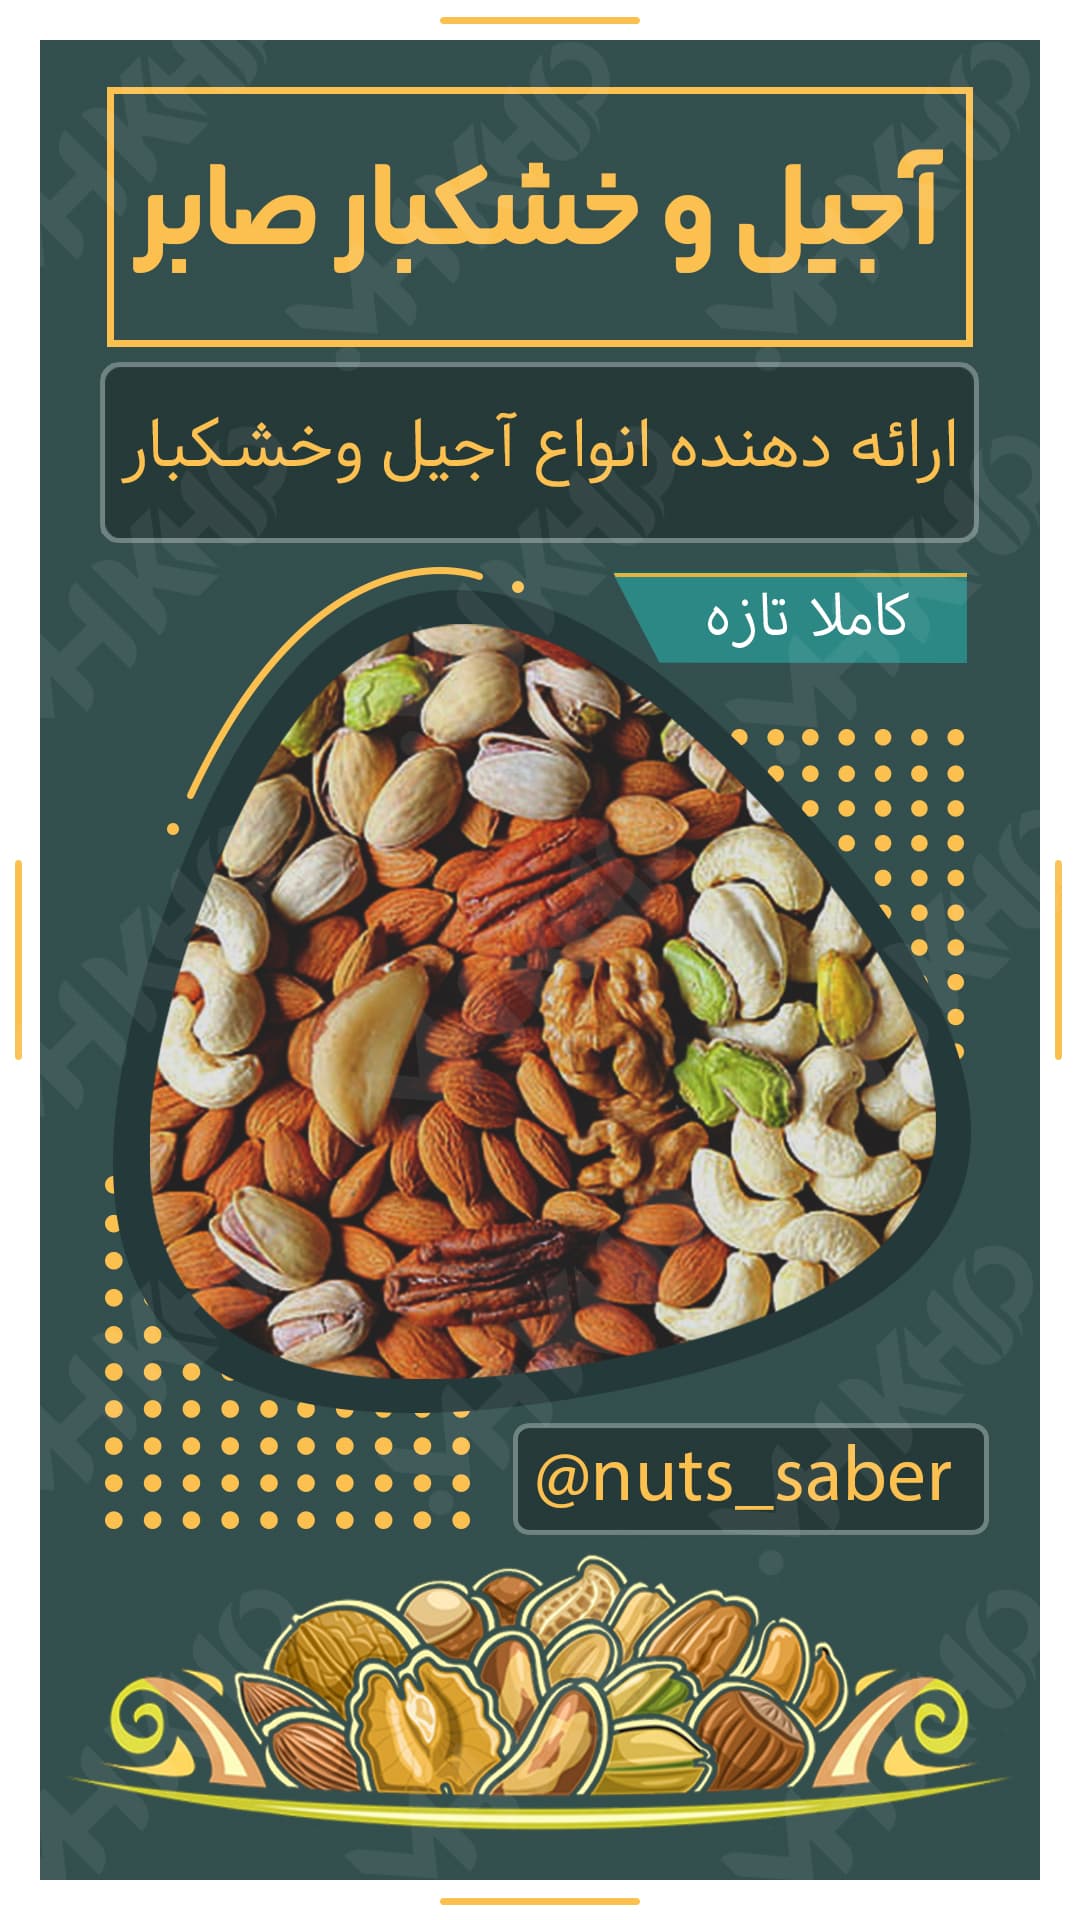 آجیل و خشکبار صابر
ارائه دهنده انواع آجیل وخشکبار
کاملا تازه
@nuts_saber